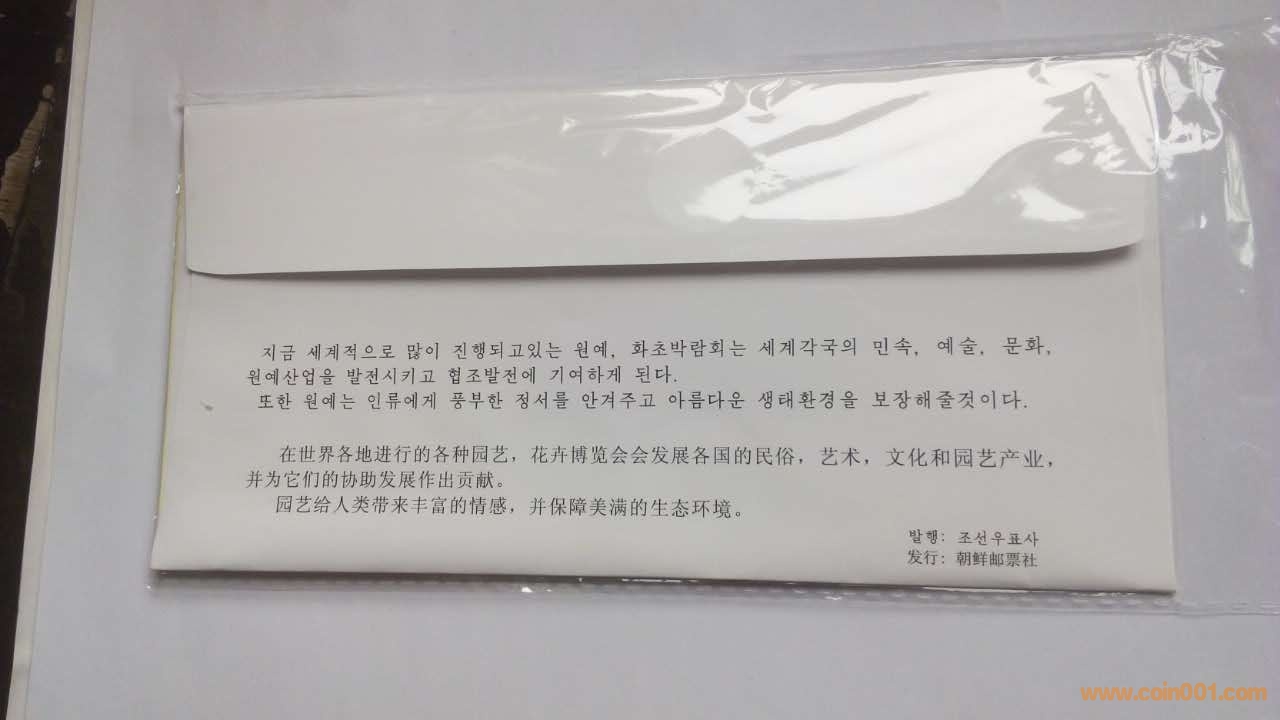 지금 세계적으로 많이 진행되고있는 원예, 화초박람회는 세계각국의 민속, 예술, 문화,
원예산업을 발전시키고 협조발전에 기여하게 된다.
또한 원예는 인류에게 풍부한 정서를 안겨주고 아름다운 생태환경을 보장해줄것이다.
在世界各地进行的各种园艺，花卉博览会会发展各国的民俗，艺术，文化和园艺产业，
并为它们的协助发展作出贡献。
园艺给人类带来丰富的情感，并保障美满的生态环境。
발행: 조선우표사
发行: 朝鲜邮票社
www.coin001.com